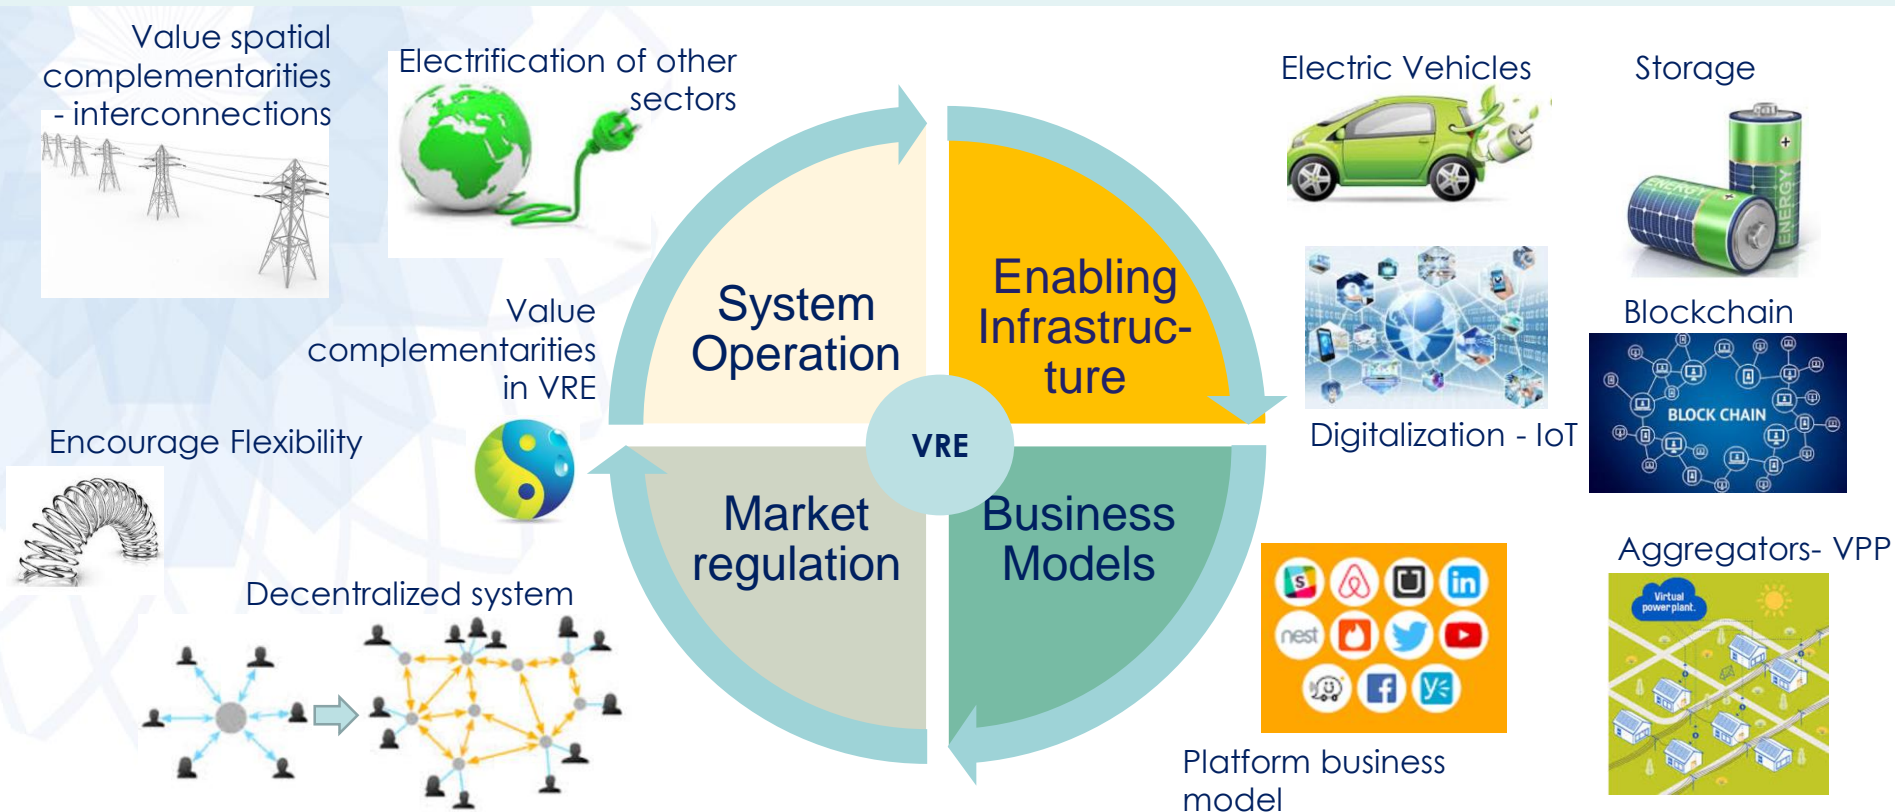 Value spatial
complementarities
- interconnections
Electrification of other
sectors
Electric Vehicles
Storage
ENERGY
ENERGY
System
Operation
Enabling
Infrastruc-
ture
Value
complementarities
in VRE
Blockchain
BLOCK CHAIN
Digitalization - IoT
Encourage Flexibility
VRE
Market
regulation
Business
Models
Decentralized system
Aggregators- VPP
Virtual
power plant.
nest
Platform business
model